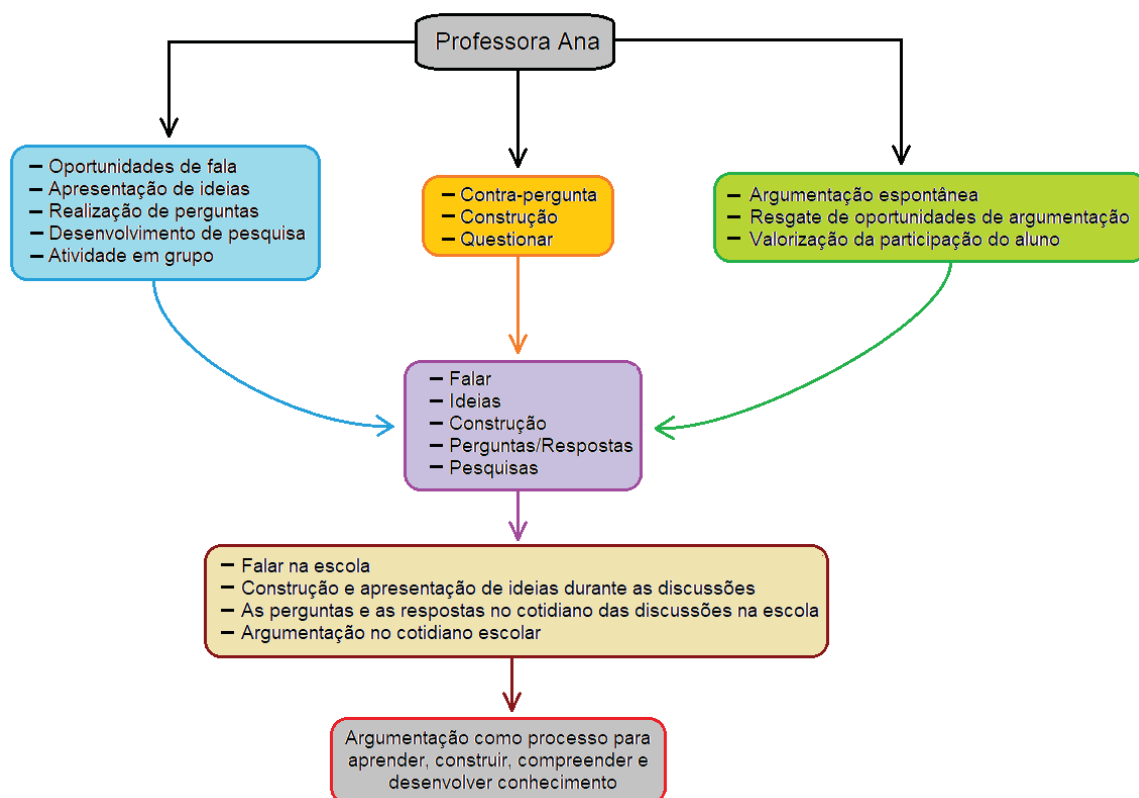 Professora Ana
– Oportunidades de fala
– Apresentação de ideias
– Realização de perguntas
– Desenvolvimento de pesquisa
– Atividade em grupo
– Contra-pergunta
– Construção
– Questionar
– Argumentação espontânea
– Resgate de oportunidades de argumentação
– Valorização da participação do aluno
– Falar
– Ideias
– Construção
– Perguntas/Respostas
– Pesquisas
– Falar na escola
– Construção e apresentação de ideias durante as discussões
– As perguntas e as respostas no cotidiano das discussões na escola
– Argumentação no cotidiano escolar
Argumentação como processo para
aprender, construir, compreender e
desenvolver conhecimento